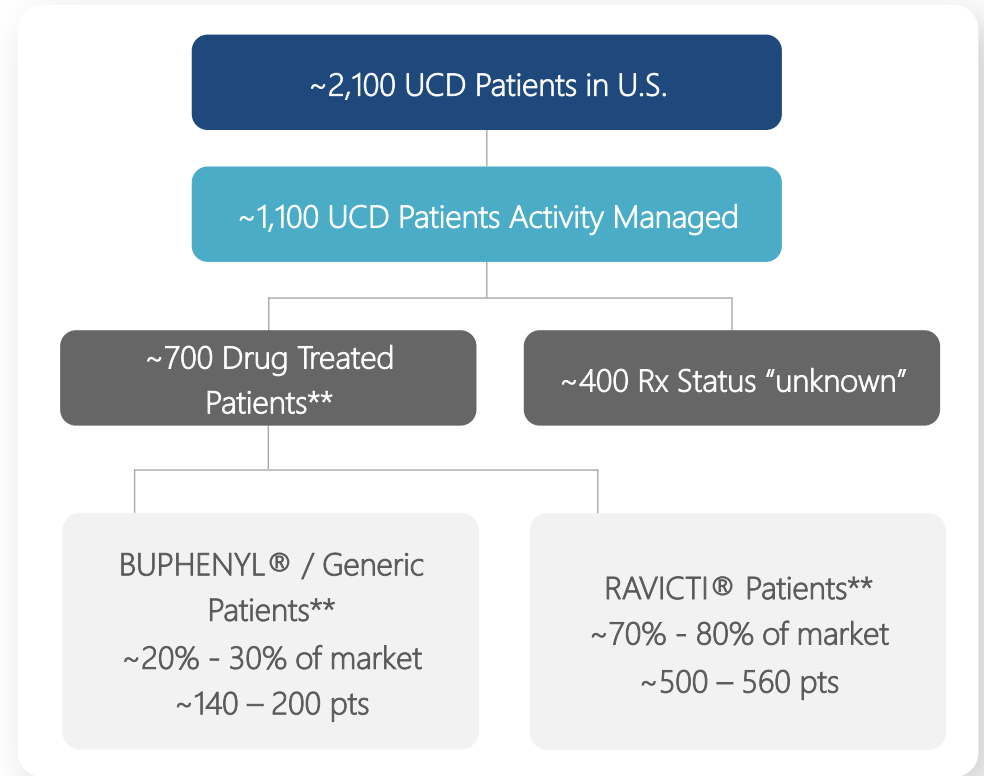 ~2,100 UCD Patients in U.S.
~1,100 UCD Patients Activity Managed
~700 Drug Treated
Patients**
~400 Rx Status “unknown”
BUPHENYL® / Generic
Patients**
~20% - 30% of market
~140 – 200 pts
RAVICTI® Patients**
~70% - 80% of market
~500 – 560 pts